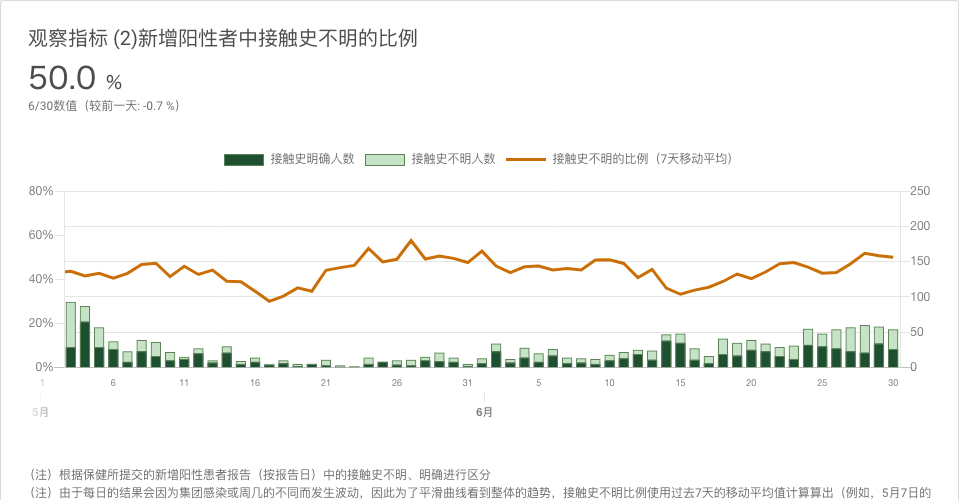 观察指标 (2)新增阳性者中接触史不明的比例
50.0 %
6/30数值（较前一天: -0.7 %）
接触史明确人数 接触史不明人数 接触史不明的比例（7天移动平均）
80% 250
200
60%
150
40%
100
20%
50
0% 0
1 6 11 16 21 26 31 5 10 15 20 25 30
5月 6月
（注）根据保健所提交的新增阳性患者报告（按报告日）中的接触史不明、明确进行区分
（注）由于每日的结果会因为集团感染或周几的不同而发生波动，因此为了平滑曲线看到整体的趋势，接触史不明比例使用过去7天的移动平均值计算算出（例如，5月7日的